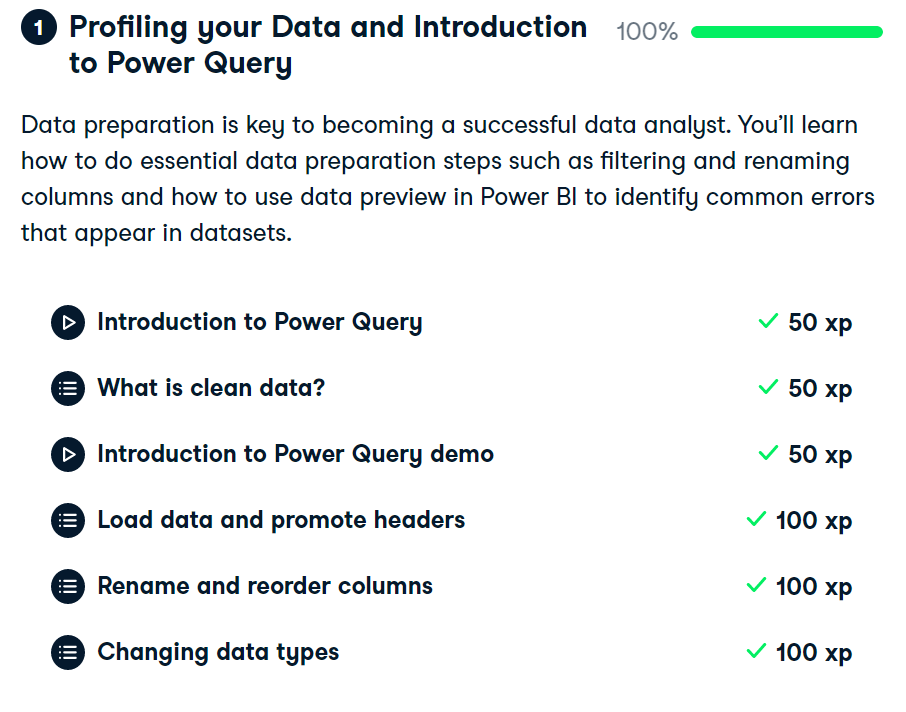 1 Profiling your Data and Introduction 100%
to Power Query
Data preparation is key to becoming a successful data analyst. You’ll learn
how to do essential data preparation steps such as filtering and renaming
columns and how to use data preview in Power BI to identify common errors
that appear in datasets.
Introduction to Power Query 50 xp
What is clean data? 50 xp
Introduction to Power Query demo 50 xp
Load data and promote headers 100 xp
Rename and reorder columns 100 xp
Changing data types 100 xp